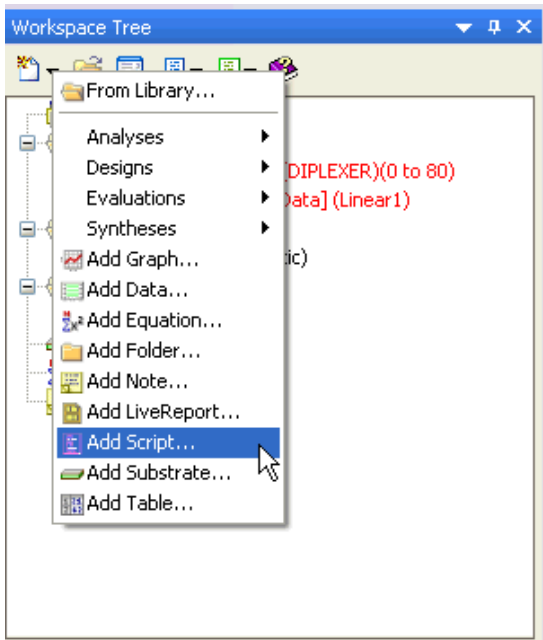 Workspace Tree
From Library...
Analyses
Designs
(DIPLEXER)(0 to 80)
Evaluations
Data] (Linear1)
Syntheses
Add Graph...
Add Data...
Add Equation...
Add Folder...
Add Note...
Add LiveReport...
Add Script...
Add Substrate...
Add Table...